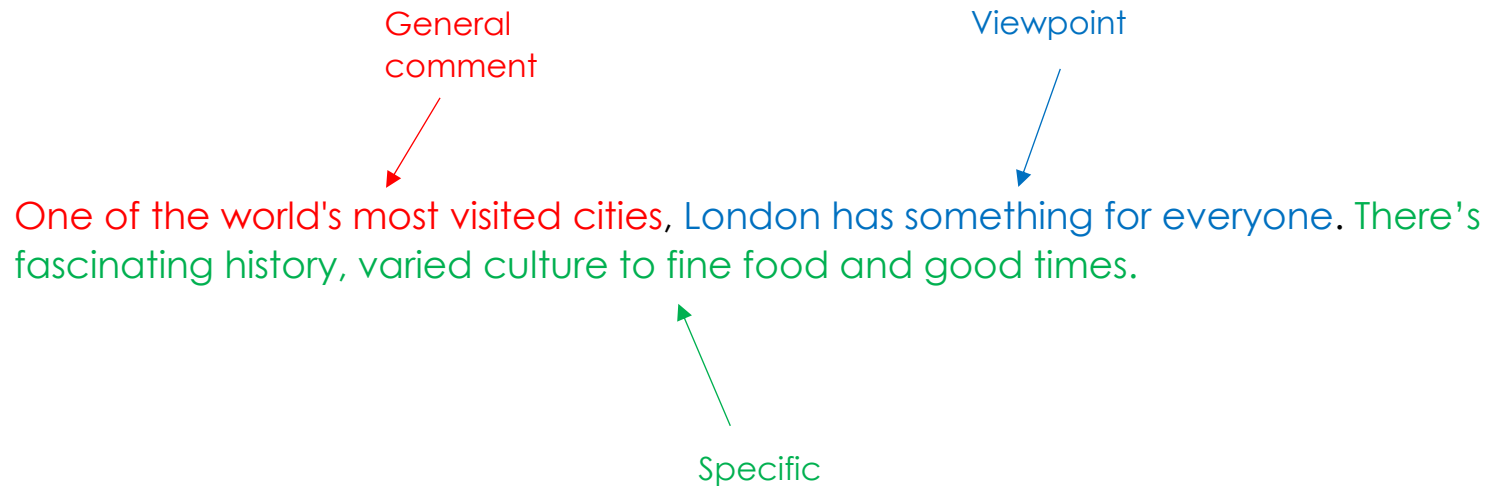 General
comment
Viewpoint
One of the world's most visited cities, London has something for everyone. There’s
fascinating history, varied culture to fine food and good times.
Specific